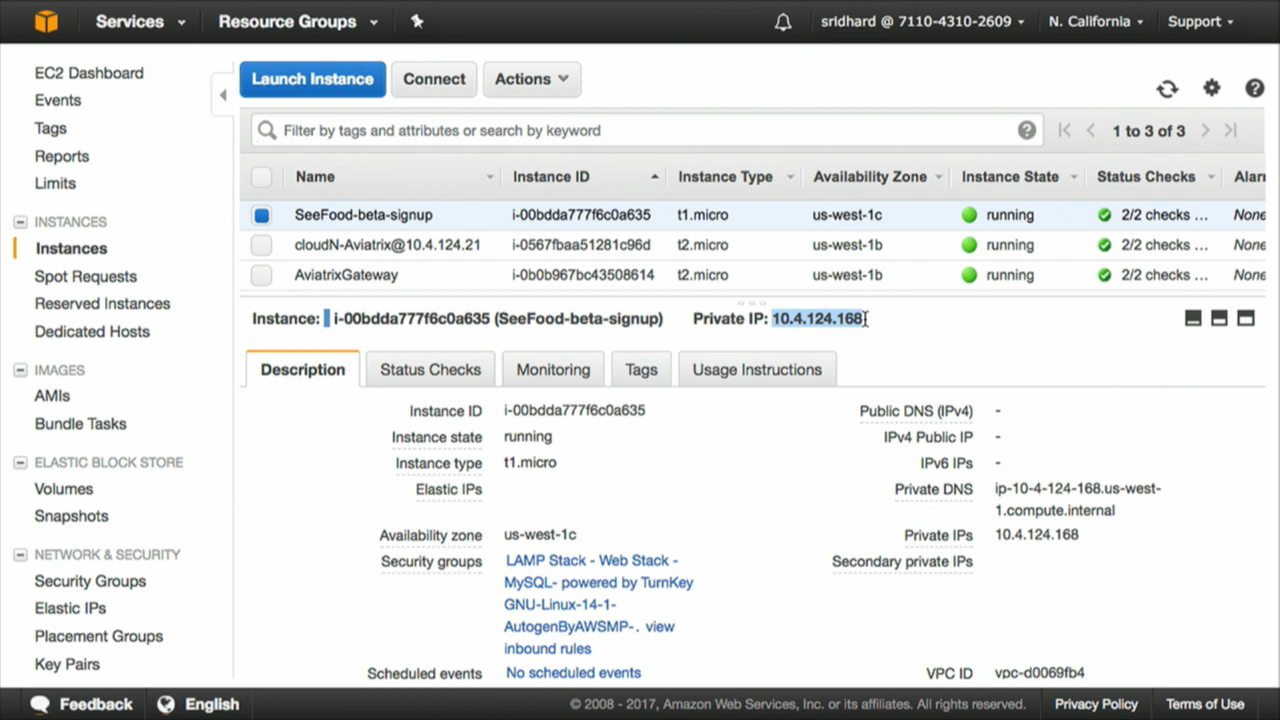 Services Resource Groups sridhard @ 7110-4310-2609 N. California Support
EC2 Dashboard
Events
Tags
Reports
Limits
INSTANCES
Instances
Spot Requests
Reserved Instances
Dedicated Hosts
IMAGES
AMIs
Bundle Tasks
ELASTIC BLOCK STORE
Volumes
Snapshots
NETWORK & SECURITY
Security Groups
Elastic IPs
Placement Groups
Key Pairs
Launch Instance Connect Actions
Filter by tags and attributes or search by keyword 1 to 3 of 3
Name Instance ID Instance Type Availability Zone Instance State Status Checks Alarm
SeeFood-beta-signup i-00bdda777f6c0a635 t1.micro us-west-1c running 2/2 checks ... None
cloudN-Aviatrix@10.4.124.21 i-0567fbaa51281c96d t2.micro us-west-1b running 2/2 checks ... None
AviatrixGateway i-0b0b967bc43508614 t2.micro us-west-1b running 2/2 checks ... None
Instance: i-00bdda777f6c0a635 (SeeFood-beta-signup) Private IP: 10.4.124.168
Description Status Checks Monitoring Tags Usage Instructions
Instance ID i-00bdda777f6c0a635 Public DNS (IPv4) -
Instance state running IPv4 Public IP -
Instance type t1.micro IPv6 IPs -
Elastic IPs Private DNS ip-10-4-124-168.us-west-
1.compute.internal
Availability zone us-west-1c Private IPs 10.4.124.168
Security groups LAMP Stack - Web Stack - Secondary private IPs
MySQL- powered by TurnKey
GNU-Linux-14-1-
AutogenByAWSMP-. view
inbound rules
Scheduled events No scheduled events VPC ID vpc-d0069fb4
Feedback English © 2008 - 2017, Amazon Web Services, Inc. or its affiliates. All rights reserved. Privacy Policy Terms of Use